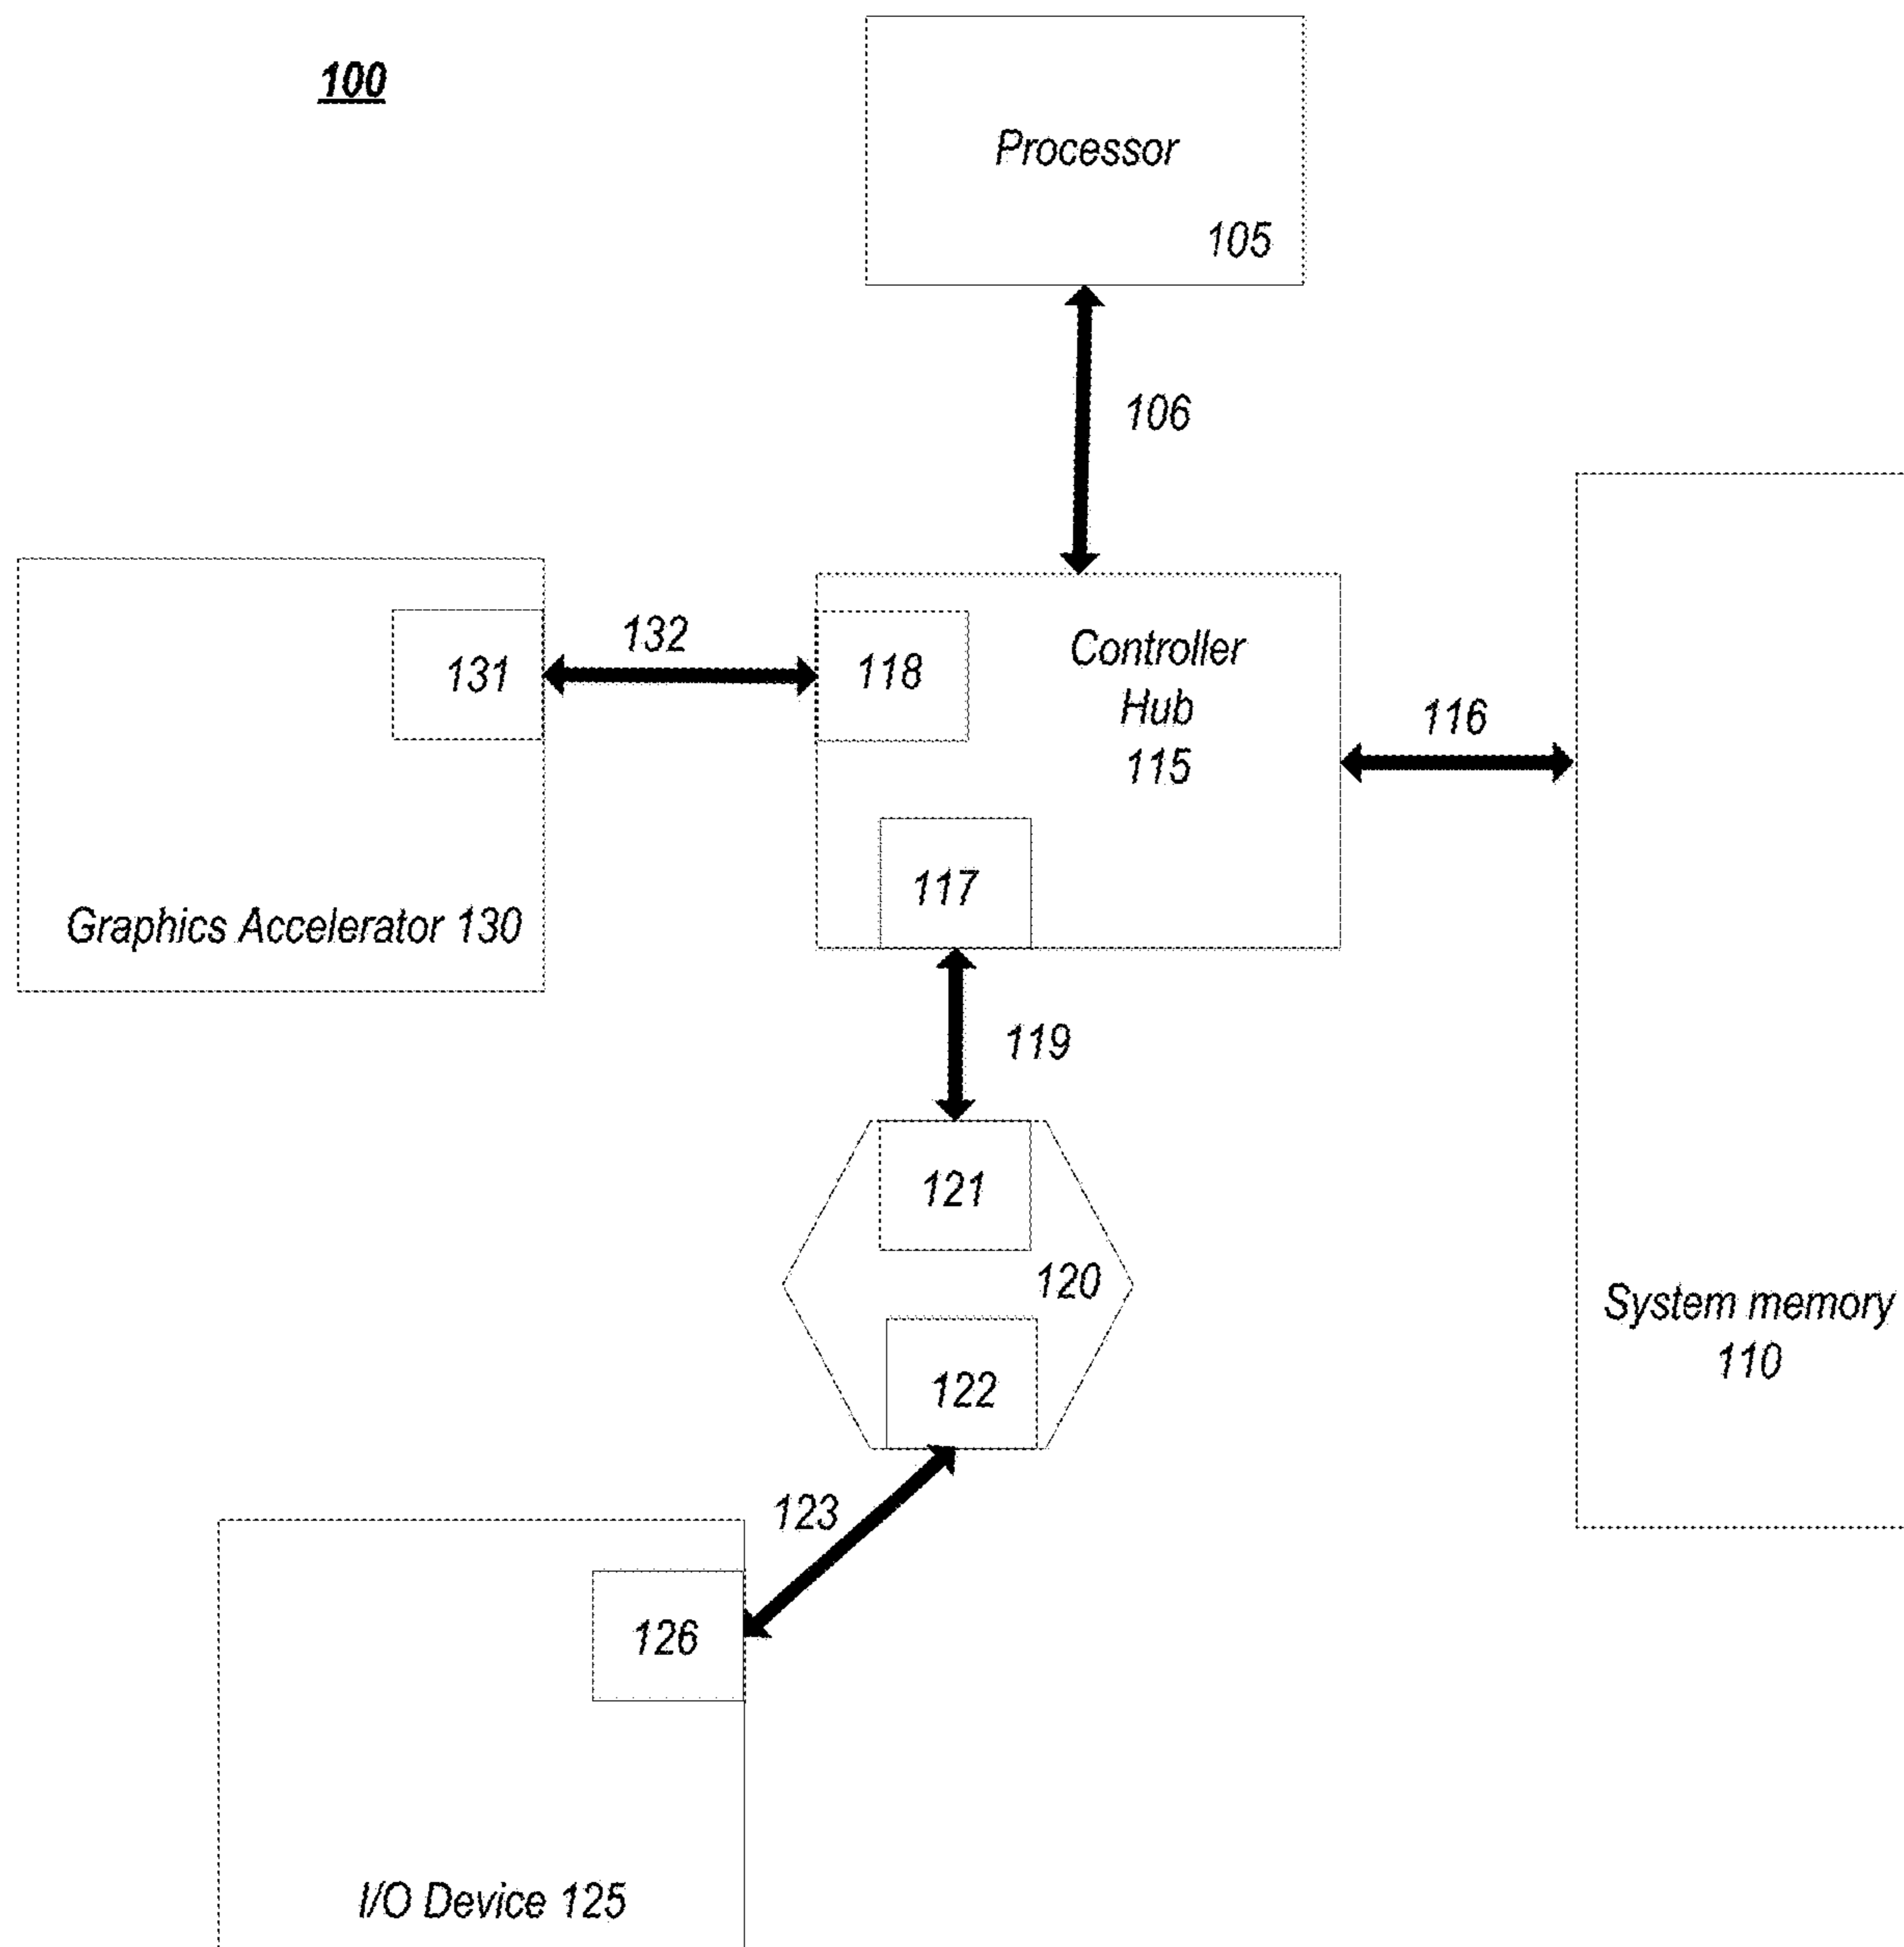 100
Processor
105
106
132
131
118
Controller
Hub
115
116
117
Graphics Accelerator 130
119
121
120
System memory
110
122
123
126
I/O Device 125